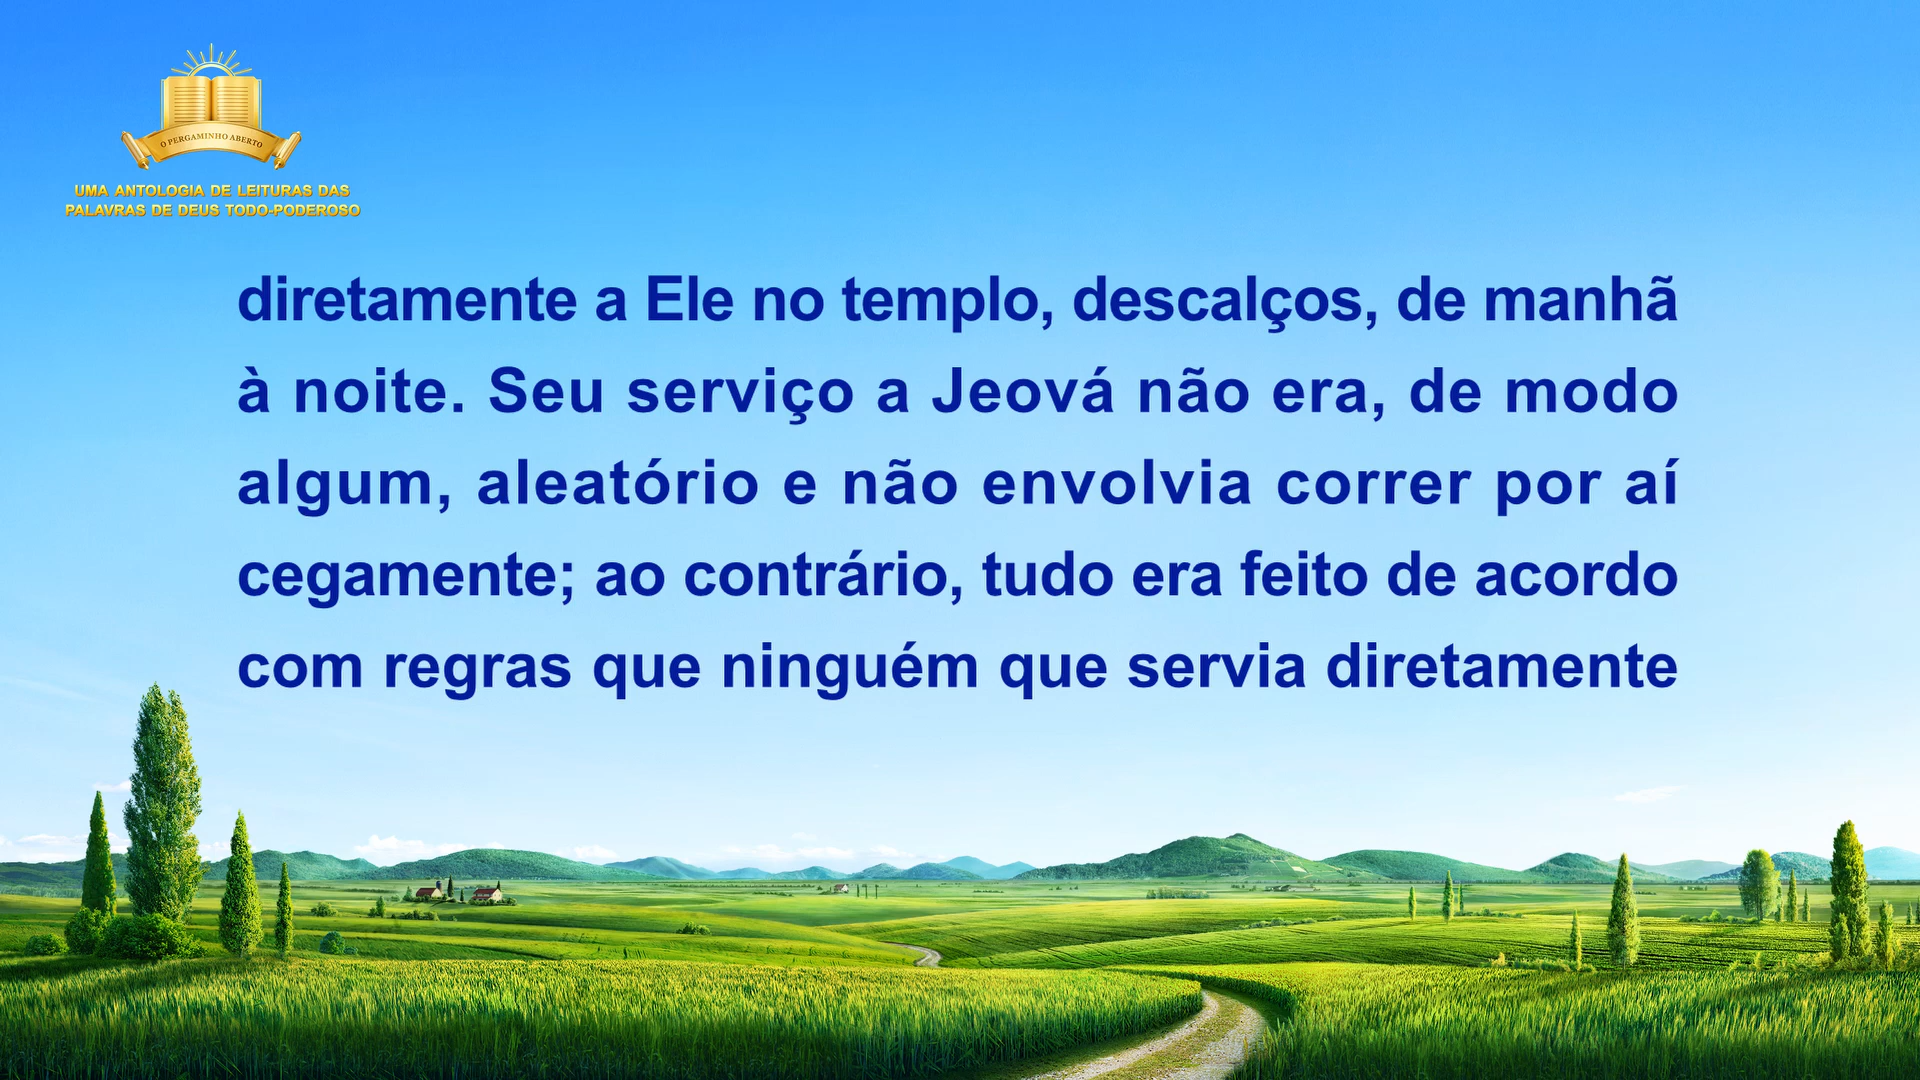 O PERGAMINHO ABERTO
UMA ANTOLOGIA DE LEITURAS DAS
PALAVRAS DE DEUS TODO-PODEROSO
diretamente a Ele no templo, descalços, de manhã
à noite. Seu serviço a Jeová não era, de modo
algum, aleatório e não envolvia correr por aí
cegamente; ao contrário, tudo era feito de acordo
com regras que ninguém que servia diretamente